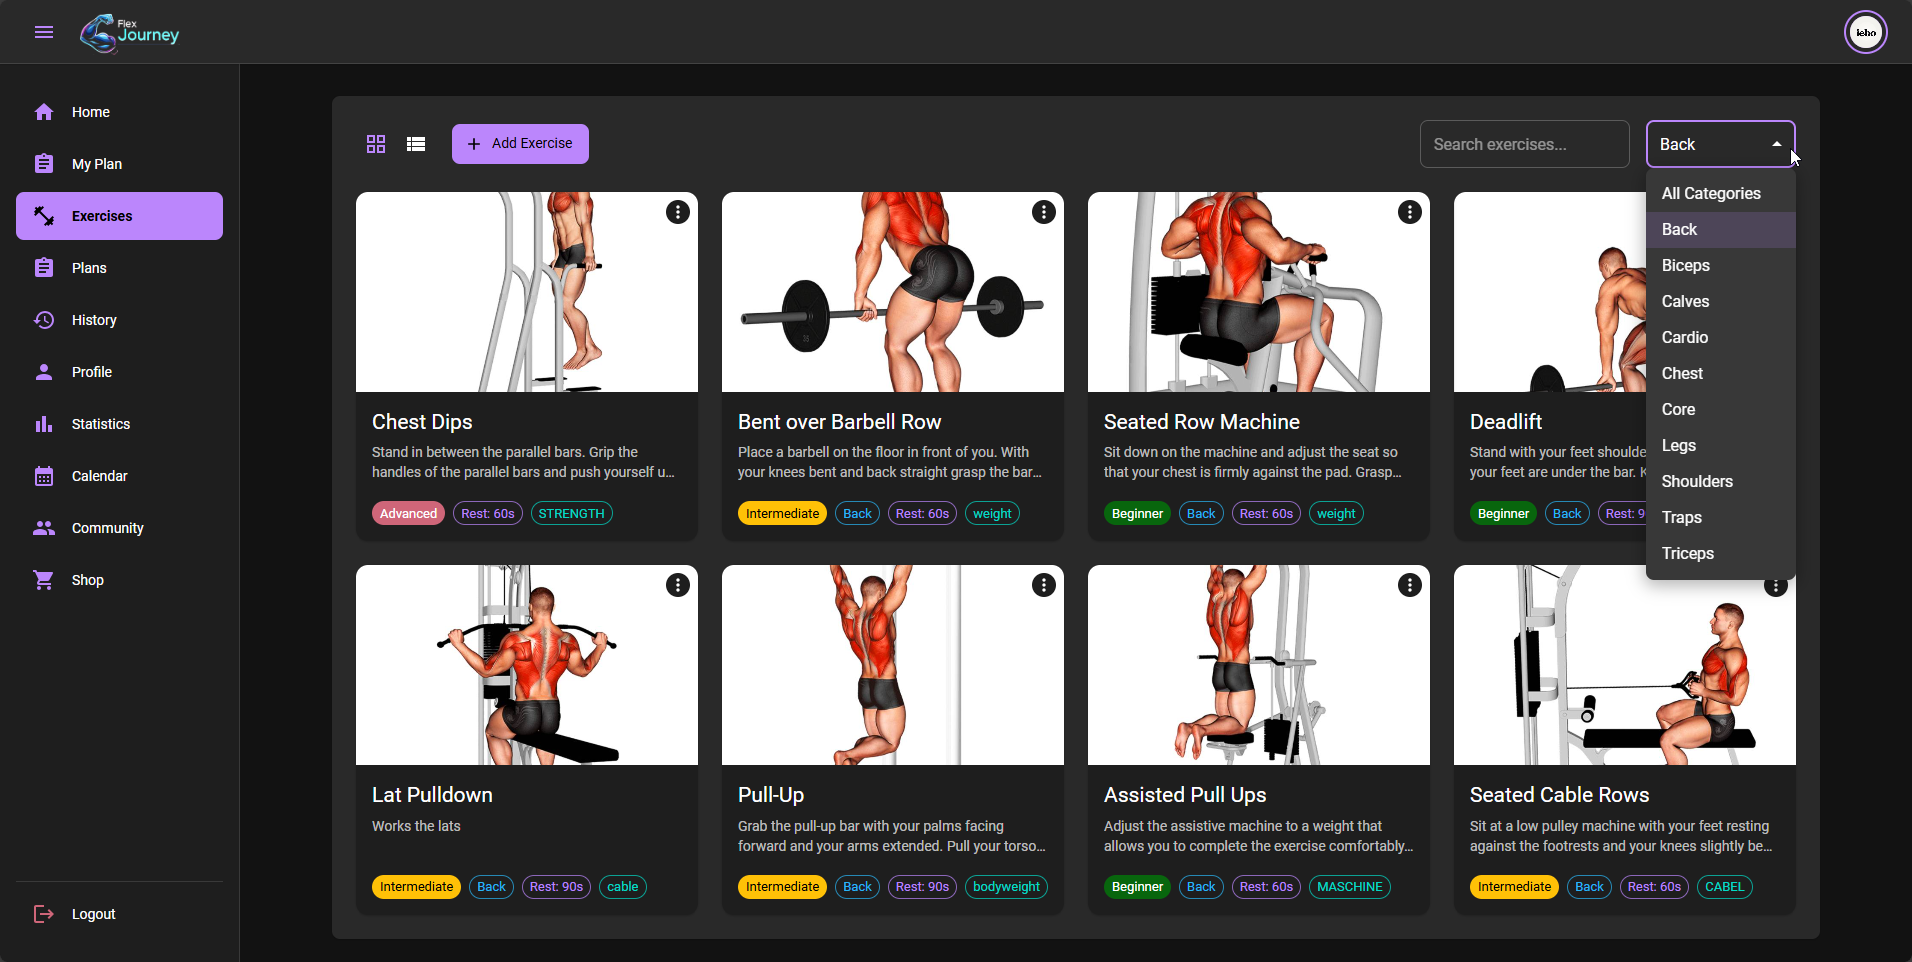 Flex
Journey
iebo
Home
My Plan
Exercises
Plans
History
Profile
Statistics
Calendar
Community
Shop
Logout
Add Exercise
Search exercises...
Back
All Categories
Back
Biceps
Calves
Cardio
Chest
Core
Legs
Shoulders
Traps
Triceps
Chest Dips
Stand in between the parallel bars. Grip the
handles of the parallel bars and push yourself u...
Advanced Rest: 60s STRENGTH
Bent over Barbell Row
Place a barbell on the floor in front of you. With
your knees bent and back straight grasp the bar...
Intermediate Back Rest: 60s weight
Seated Row Machine
Sit down on the machine and adjust the seat so
that your chest is firmly against the pad. Grasp...
Beginner Back Rest: 60s weight
Deadlift
Stand with your feet shoulde
your feet are under the bar. K
Beginner Back Rest: 9
Lat Pulldown
Works the lats
Intermediate Back Rest: 90s cable
Pull-Up
Grab the pull-up bar with your palms facing
forward and your arms extended. Pull your torso...
Intermediate Back Rest: 90s bodyweight
Assisted Pull Ups
Adjust the assistive machine to a weight that
allows you to complete the exercise comfortably...
Beginner Back Rest: 60s MASCHINE
Seated Cable Rows
Sit at a low pulley machine with your feet resting
against the footrests and your knees slightly be...
Intermediate Back Rest: 60s CABEL